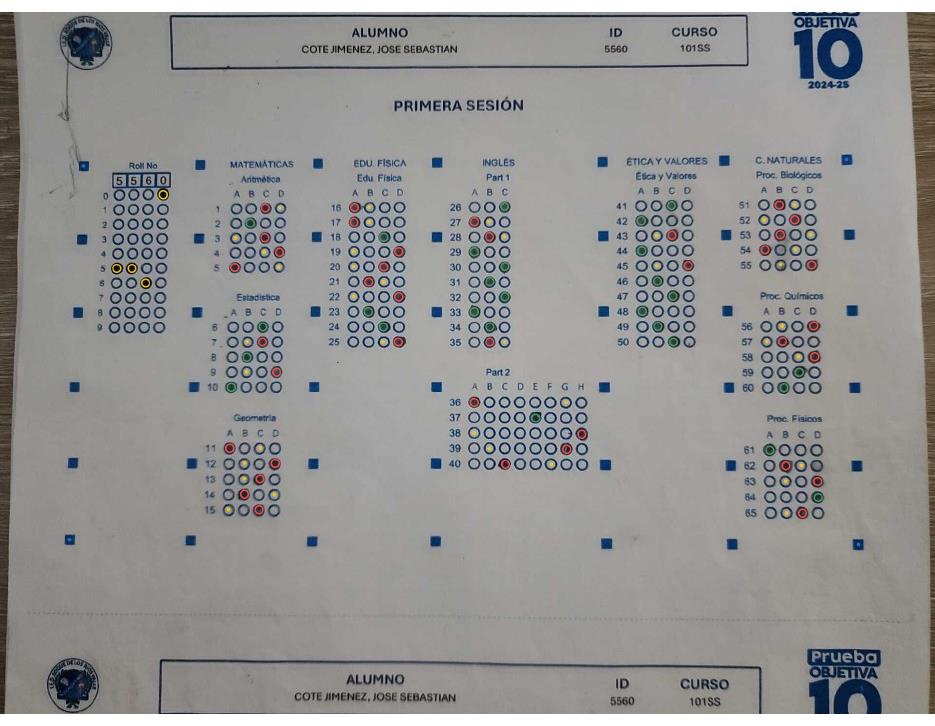 ALUMNO ID CURSO
COTE JIMENEZ, JOSE SEBASTIAN 5560 101SS
OBJETIVA
10
2024-2S
PRIMERA SESIÓN
Roll No
5 5 6 0
0
1
2
3
4
5
6
7
8
9
MATEMÁTICAS
Aritmética
A B C D
1
2
3
4
5
Estadística
A B C D
6
7
8
9
10
Geometría
A B C D
11
12
13
14
15
EDU. FÍSICA
Edu. Física
A B C D
16
17
18
19
20
21
22
23
24
25
INGLÉS
Part 1
A B C
26
27
28
29
30
31
32
33
34
35
Part 2
A B C D E F G H
36
37
38
39
40
ÉTICA Y VALORES
Ética y Valores
A B C D
41
42
43
44
45
46
47
48
49
50
C. NATURALES
Proc. Biológicos
A B C D
51
52
53
54
55
Proc. Químicos
A B C D
56
57
58
59
60
Proc. Físicos
A B C D
61
62
63
64
65
ALUMNO ID CURSO
COTE JIMENEZ, JOSE SEBASTIAN 5560 101SS
Prueba
OBJETIVA
10